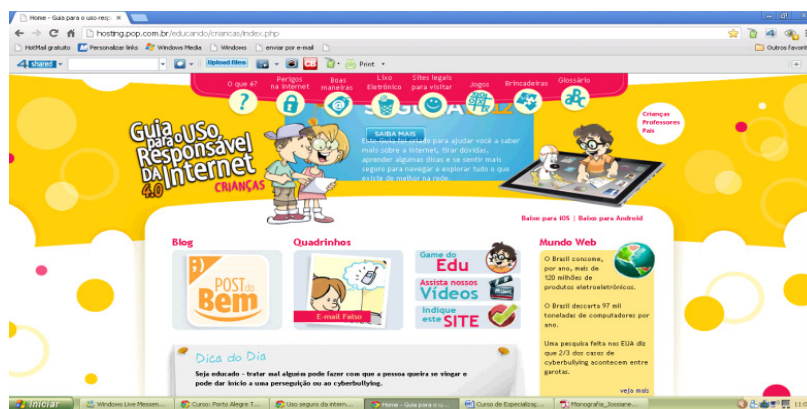 Home - Guia para o uso resp
hosting.pop.com.br/educando/criancas/index.php
HotMail gratuito
Personalizar links
Windows Media
Windows
enviar por e-mail
Outros favorit
4 shared
Upload files
Print
O que é?
Perigos na Internet
Boas maneiras
Lixo Eletrônico
Sites legais para visitar
Jogos
Brincadeiras
Glossário
Guia para o Uso Responsável da Internet 4.0
CRIANÇAS
SAIBA MAIS
Este Guia foi criado para ajudar você a saber
mais sobre a Internet, tirar dúvidas,
aprender algumas dicas e se sentir mais
seguro para navegar e explorar tudo o que
existe de melhor na rede.
Crianças
Professores
Pais
Baixe para iOS | Baixe para Android
Blog
POST do Bem
Quadrinhos
E-mail Falso
Game do
Edu
Assista nossos
Vídeos
Indique
este SITE
Mundo Web
O Brasil consome,
por ano, mais de
120 milhões de
produtos eletroeletrônicos.
O Brasil descarta 97 mil
toneladas de computadores por
ano.
Uma pesquisa feita nos EUA diz
que 2/3 dos casos de
cyberbullying acontecem entre
garotas.
veja mais
Dica do Dia
Seja educado - tratar mal alguém pode fazer com que a pessoa queira se vingar e
pode dar início a uma perseguição ou ao cyberbullying.
Iniciar
Windows Live Messen...
Curso: Porto Alegre T...
Uso seguro da intern...
Home - Guia para o u...
Curso de Especializaç...
Monografia_Joosiane...